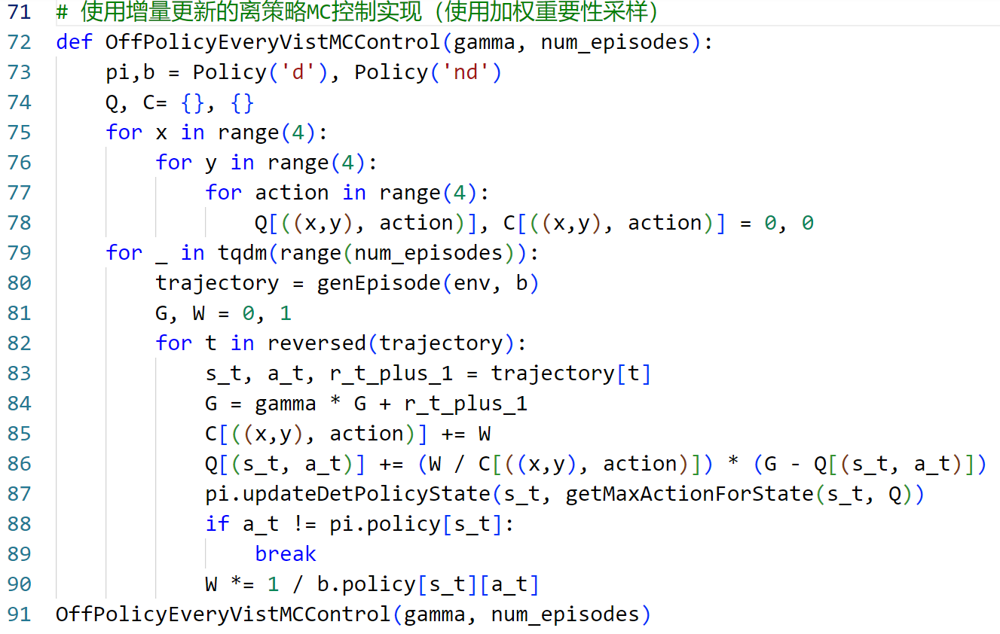 71 # 使用增量更新的离策略MC控制实现（使用加权重要性采样）
72 def OffPolicyEveryVistMCControl(gamma, num_episodes):
73     pi,b = Policy('d'), Policy('nd')
74     Q, C= {}, {}
75     for x in range(4):
76         for y in range(4):
77             for action in range(4):
78                 Q[((x,y), action)], C[((x,y), action)] = 0, 0
79     for _ in tqdm(range(num_episodes)):
80         trajectory = genEpisode(env, b)
81         G, W = 0, 1
82         for t in reversed(trajectory):
83             s_t, a_t, r_t_plus_1 = trajectory[t]
84             G = gamma * G + r_t_plus_1
85             C[((x,y), action)] += W
86             Q[(s_t, a_t)] += (W / C[((x,y), action)]) * (G - Q[(s_t, a_t)])
87             pi.updateDetPolicyState(s_t, getMaxActionForState(s_t, Q))
88             if a_t != pi.policy[s_t]:
89                 break
90             W *= 1 / b.policy[s_t][a_t]
91 OffPolicyEveryVistMCControl(gamma, num_episodes)